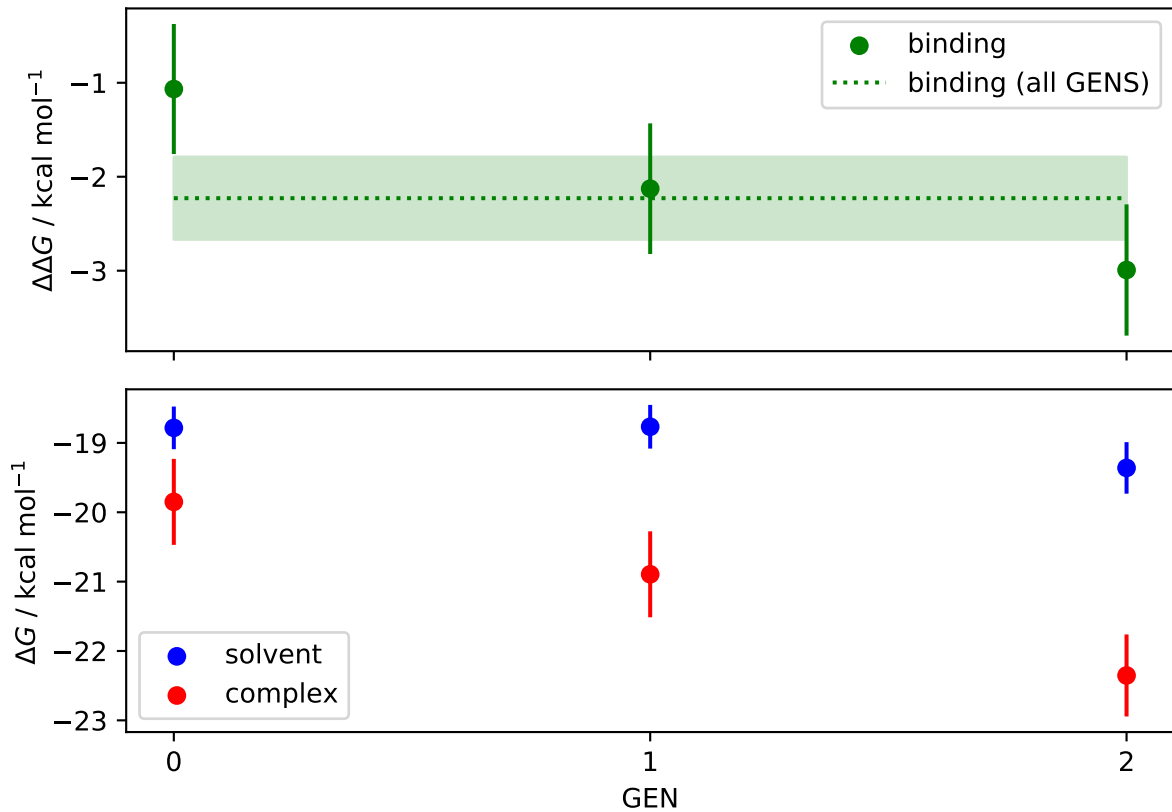 binding
binding (all GENS)
−1
−2
−3
ΔΔG / kcal mol⁻¹
−19
−20
−21
−22
−23
ΔG / kcal mol⁻¹
solvent
complex
0 1 2
GEN